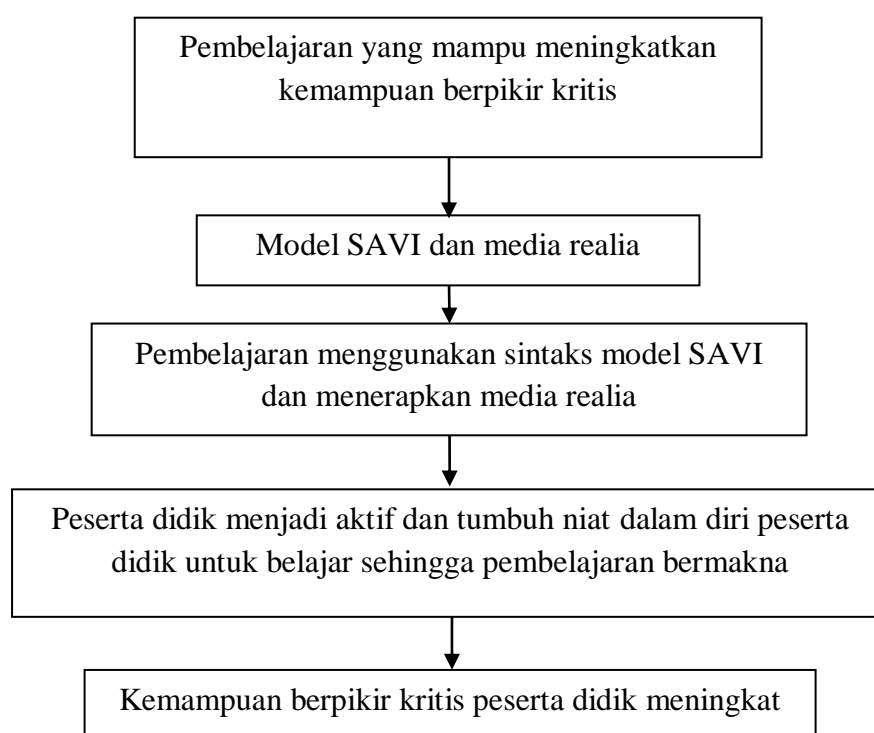 Pembelajaran yang mampu meningkatkan
kemampuan berpikir kritis
Model SAVI dan media realia
Pembelajaran menggunakan sintaks model SAVI
dan menerapkan media realia
Peserta didik menjadi aktif dan tumbuh niat dalam diri peserta
didik untuk belajar sehingga pembelajaran bermakna
Kemampuan berpikir kritis peserta didik meningkat